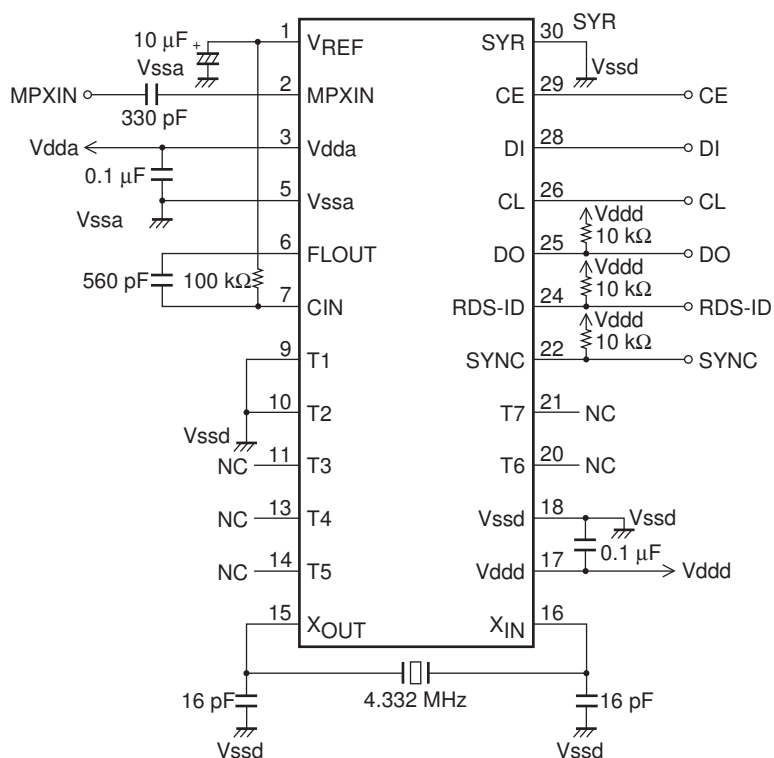 SYR
10 μF +
Vssa
1
VREF
SYR
30
Vssd
MPXIN
330 pF
2
MPXIN
CE
29
CE
Vdda
3
Vdda
DI
28
DI
0.1 μF
Vssa
5
Vssa
CL
26
CL
Vddd
10 kΩ
6
FLOUT
DO
25
DO
560 pF
100 kΩ
Vddd
10 kΩ
7
CIN
RDS-ID
24
RDS-ID
Vddd
10 kΩ
9
T1
SYNC
22
SYNC
10
T2
T7
21
NC
Vssd
NC
11
T3
T6
20
NC
NC
13
T4
Vssd
18
Vssd
0.1 μF
NC
14
T5
Vddd
17
Vddd
15
XOUT
XIN
16
16 pF
4.332 MHz
16 pF
Vssd
Vssd